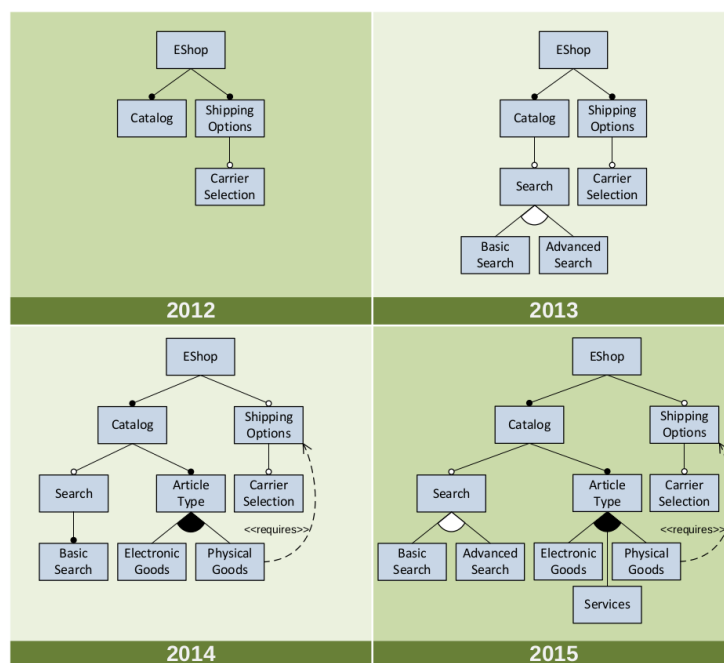 EShop
Catalog
Shipping
Options
Carrier
Selection
2012
EShop
Catalog
Shipping
Options
Search
Carrier
Selection
Basic
Search
Advanced
Search
2013
EShop
Catalog
Shipping
Options
Search
Article
Type
Carrier
Selection
<<requires>>
Basic
Search
Electronic
Goods
Physical
Goods
2014
EShop
Catalog
Shipping
Options
Search
Article
Type
Carrier
Selection
<<requires>>
Basic
Search
Advanced
Search
Electronic
Goods
Physical
Goods
Services
2015